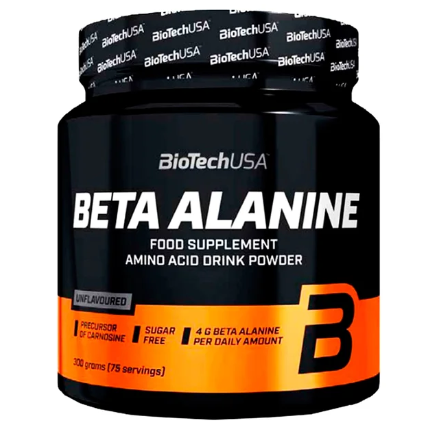 BioTechUSA
BioTechUSA
BETA ALANINE
FOOD SUPPLEMENT
AMINO ACID DRINK POWDER
UNFLAVOURED
PRECURSOR
OF CARNOSINE
SUGAR
FREE
4 G BETA ALANINE
PER DAILY AMOUNT
B
300 grams (75 servings)